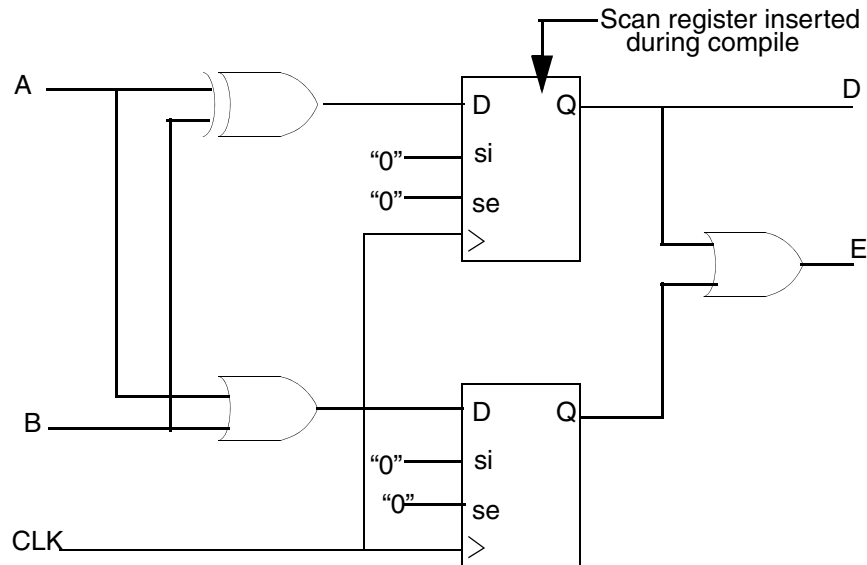 Scan register inserted
during compile
A
D
D
Q
“0”
si
“0”
se
E
D
Q
B
“0”
si
“0”
se
CLK